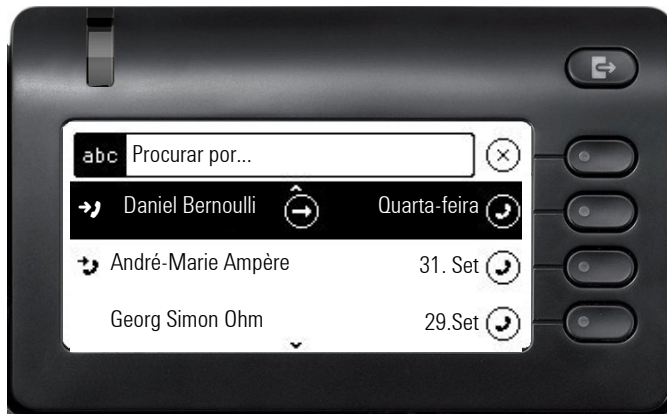 abc Procurar por...
Daniel Bernoulli Quarta-feira
André-Marie Ampère 31. Set
Georg Simon Ohm 29.Set